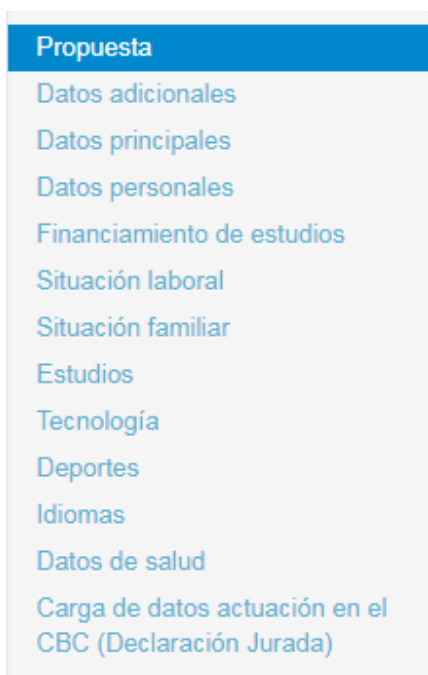 Propuesta
Datos adicionales
Datos principales
Datos personales
Financiamiento de estudios
Situación laboral
Situación familiar
Estudios
Tecnología
Deportes
Idiomas
Datos de salud
Carga de datos actuación en el
CBC (Declaración Jurada)